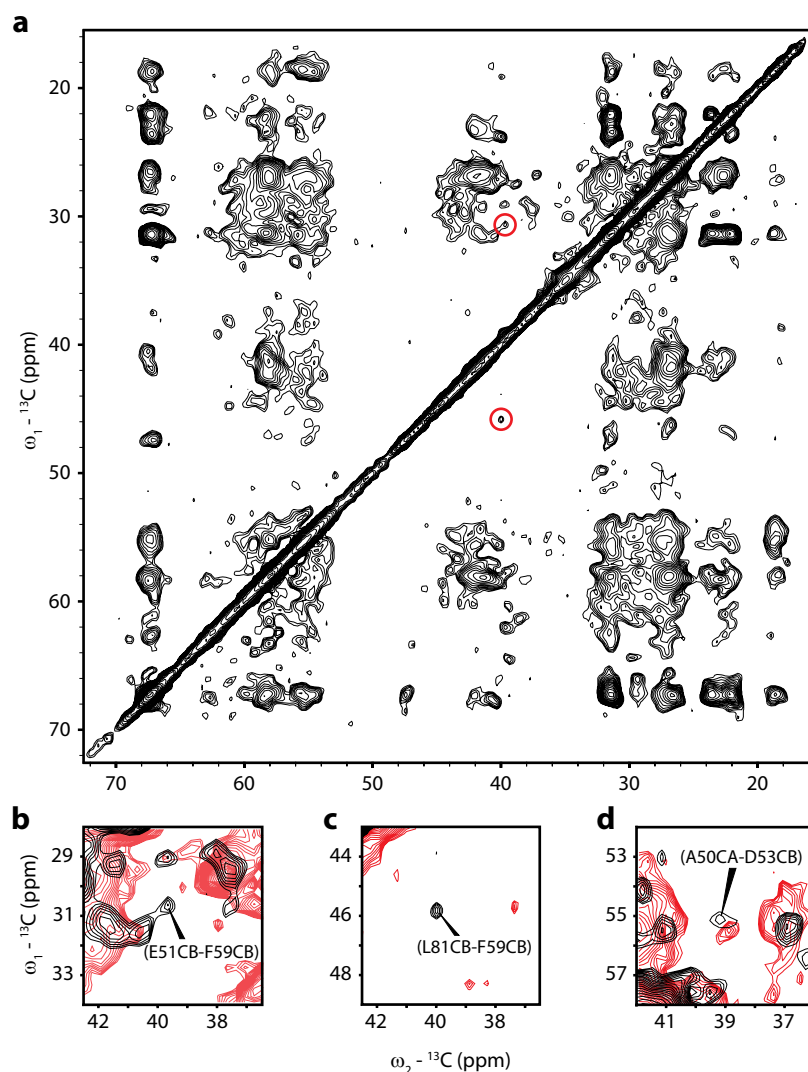 a
20
30
40
50
60
70
ω₁ - ¹³C (ppm)
70 60 50 40 30 20
b
c
d
29
31
33
ω₁ - ¹³C (ppm)
(E51CB-F59CB)
42 40 38
44
46
48
(L81CB-F59CB)
42 40 38
53
55
57
(A50CA-D53CB)
41 39 37
ω₂ - ¹³C (ppm)